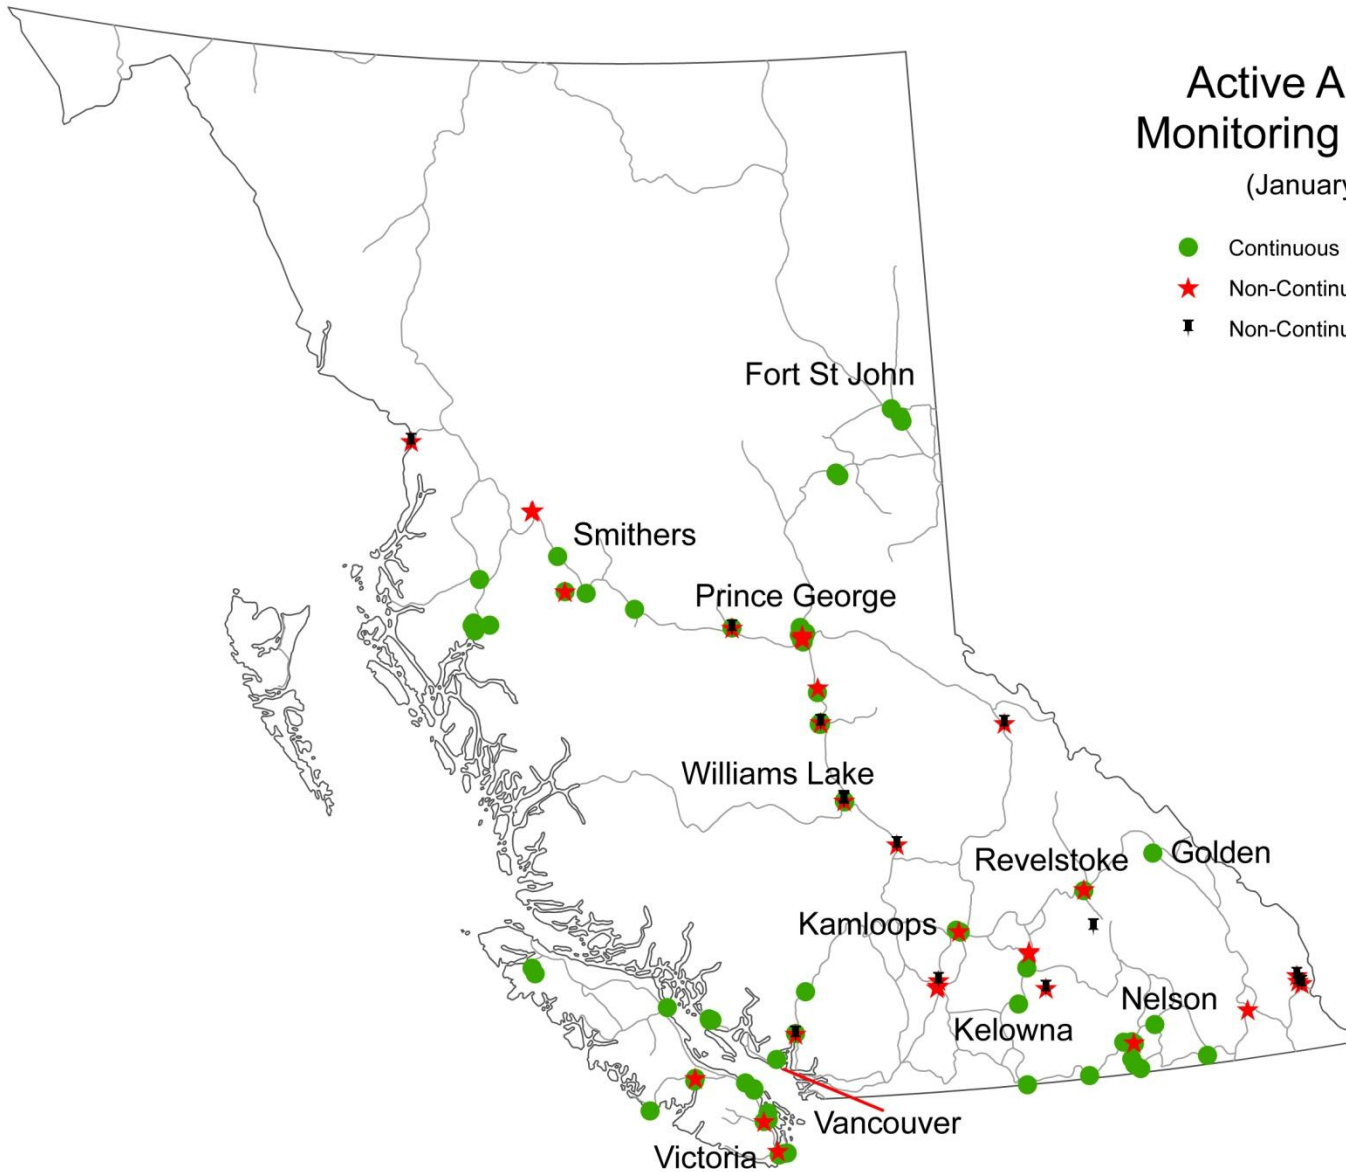 Active A
Monitoring
(January
Continuous
Non-Continu
Non-Continu
Fort St John
Smithers
Prince George
Williams Lake
Revelstoke
Golden
Kamloops
Nelson
Kelowna
Vancouver
Victoria